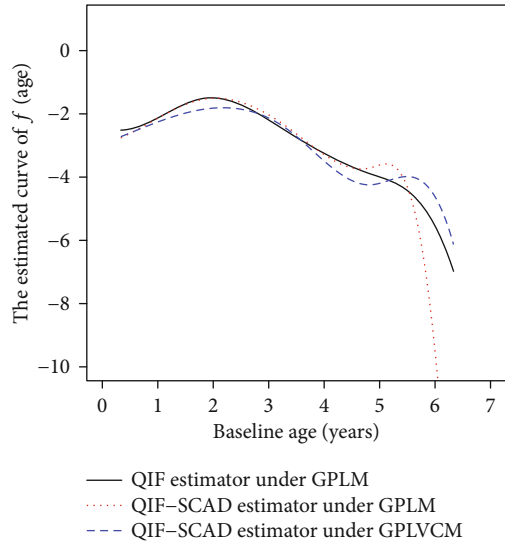 The estimated curve of f (age)
0
−2
−4
−6
−8
−10
0 1 2 3 4 5 6 7
Baseline age (years)
QIF estimator under GPLM
QIF−SCAD estimator under GPLM
QIF−SCAD estimator under GPLVCM